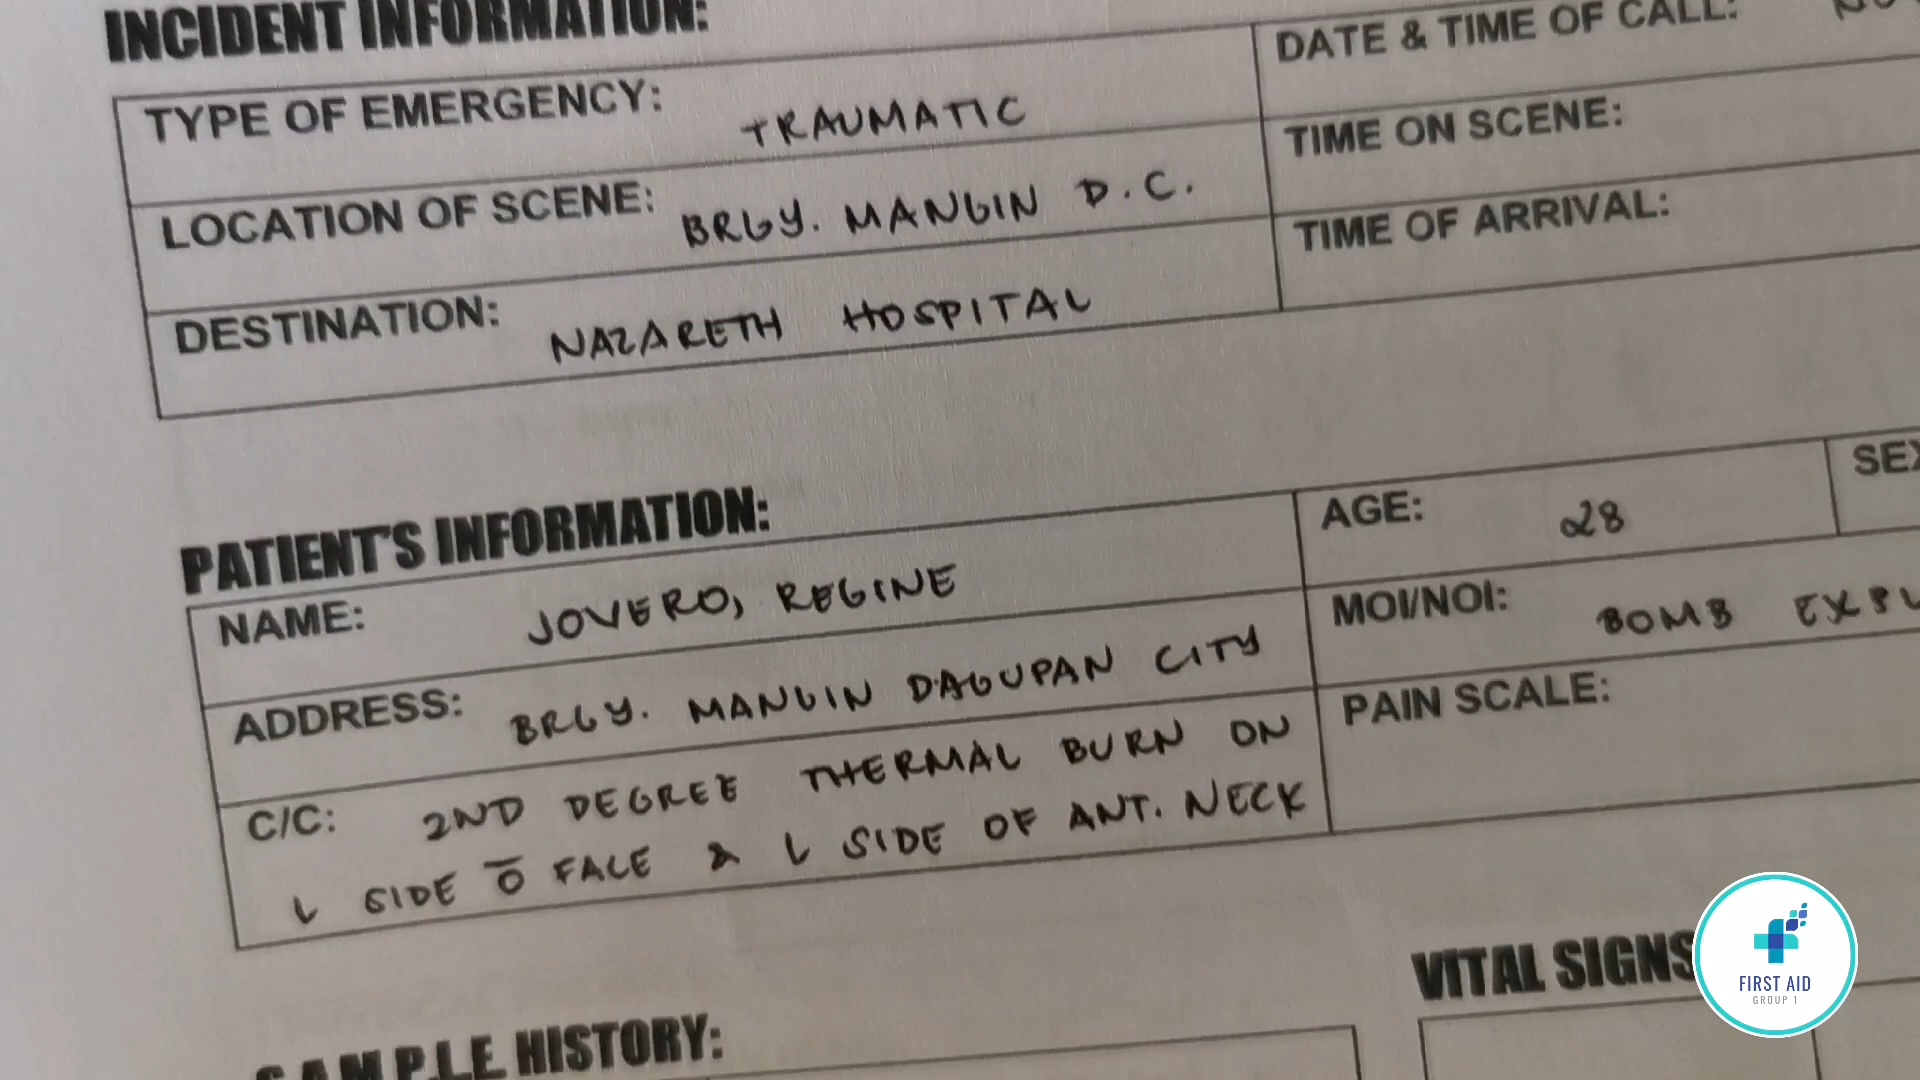 INCIDENT INFORMATION:
TYPE OF EMERGENCY: TRAUMATIC
DATE & TIME OF CALL:
LOCATION OF SCENE: BRGY. MANGIN D.C.
TIME ON SCENE:
DESTINATION: NAZARETH HOSPITAL
TIME OF ARRIVAL:
PATIENT'S INFORMATION:
NAME: JOVERO, REGINE
AGE: 28
SEX
ADDRESS: BRGY. MANGIN DAGUPAN CITY
MOI/NOI: BOMB
C/C: 2ND DEGREE THERMAL BURN ON
L SIDE O FACE & L SIDE OF ANT. NECK
PAIN SCALE:
S.A.M.P.L.E HISTORY:
VITAL SIGNS
FIRST AID
GROUP 1